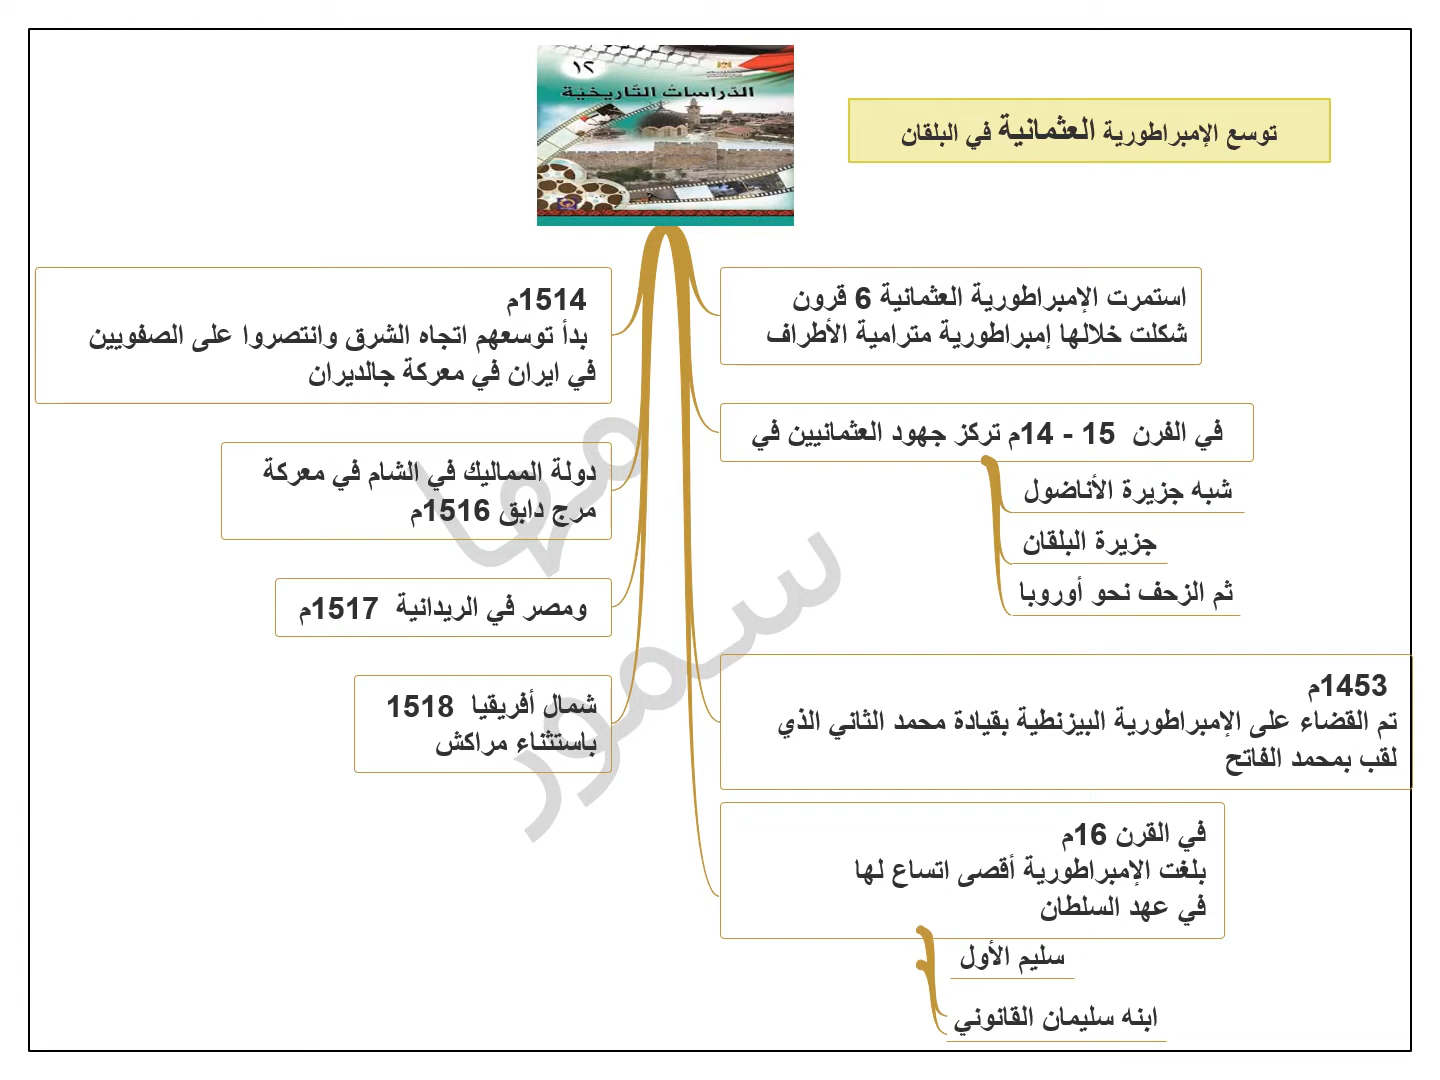 ١٢
الدراسات التاريخية
توسع الإمبراطورية العثمانية في البلقان
استمرت الإمبراطورية العثمانية 6 قرون
شكلت خلالها إمبراطورية مترامية الأطراف
في القرن 15 - 14م تركز جهود العثمانيين في
شبه جزيرة الأناضول
جزيرة البلقان
ثم الزحف نحو أوروبا
1453م
تم القضاء على الإمبراطورية البيزنطية بقيادة محمد الثاني الذي
لقب بمحمد الفاتح
في القرن 16م
بلغت الإمبراطورية أقصى اتساع لها
في عهد السلطان
سليم الأول
ابنه سليمان القانوني
1514م
بدأ توسعهم اتجاه الشرق وانتصروا على الصفويين
في ايران في معركة جالديران
دولة المماليك في الشام في معركة
مرج دابق 1516م
ومصر في الريدانية 1517م
شمال أفريقيا 1518
باستثناء مراكش
مها
سمور